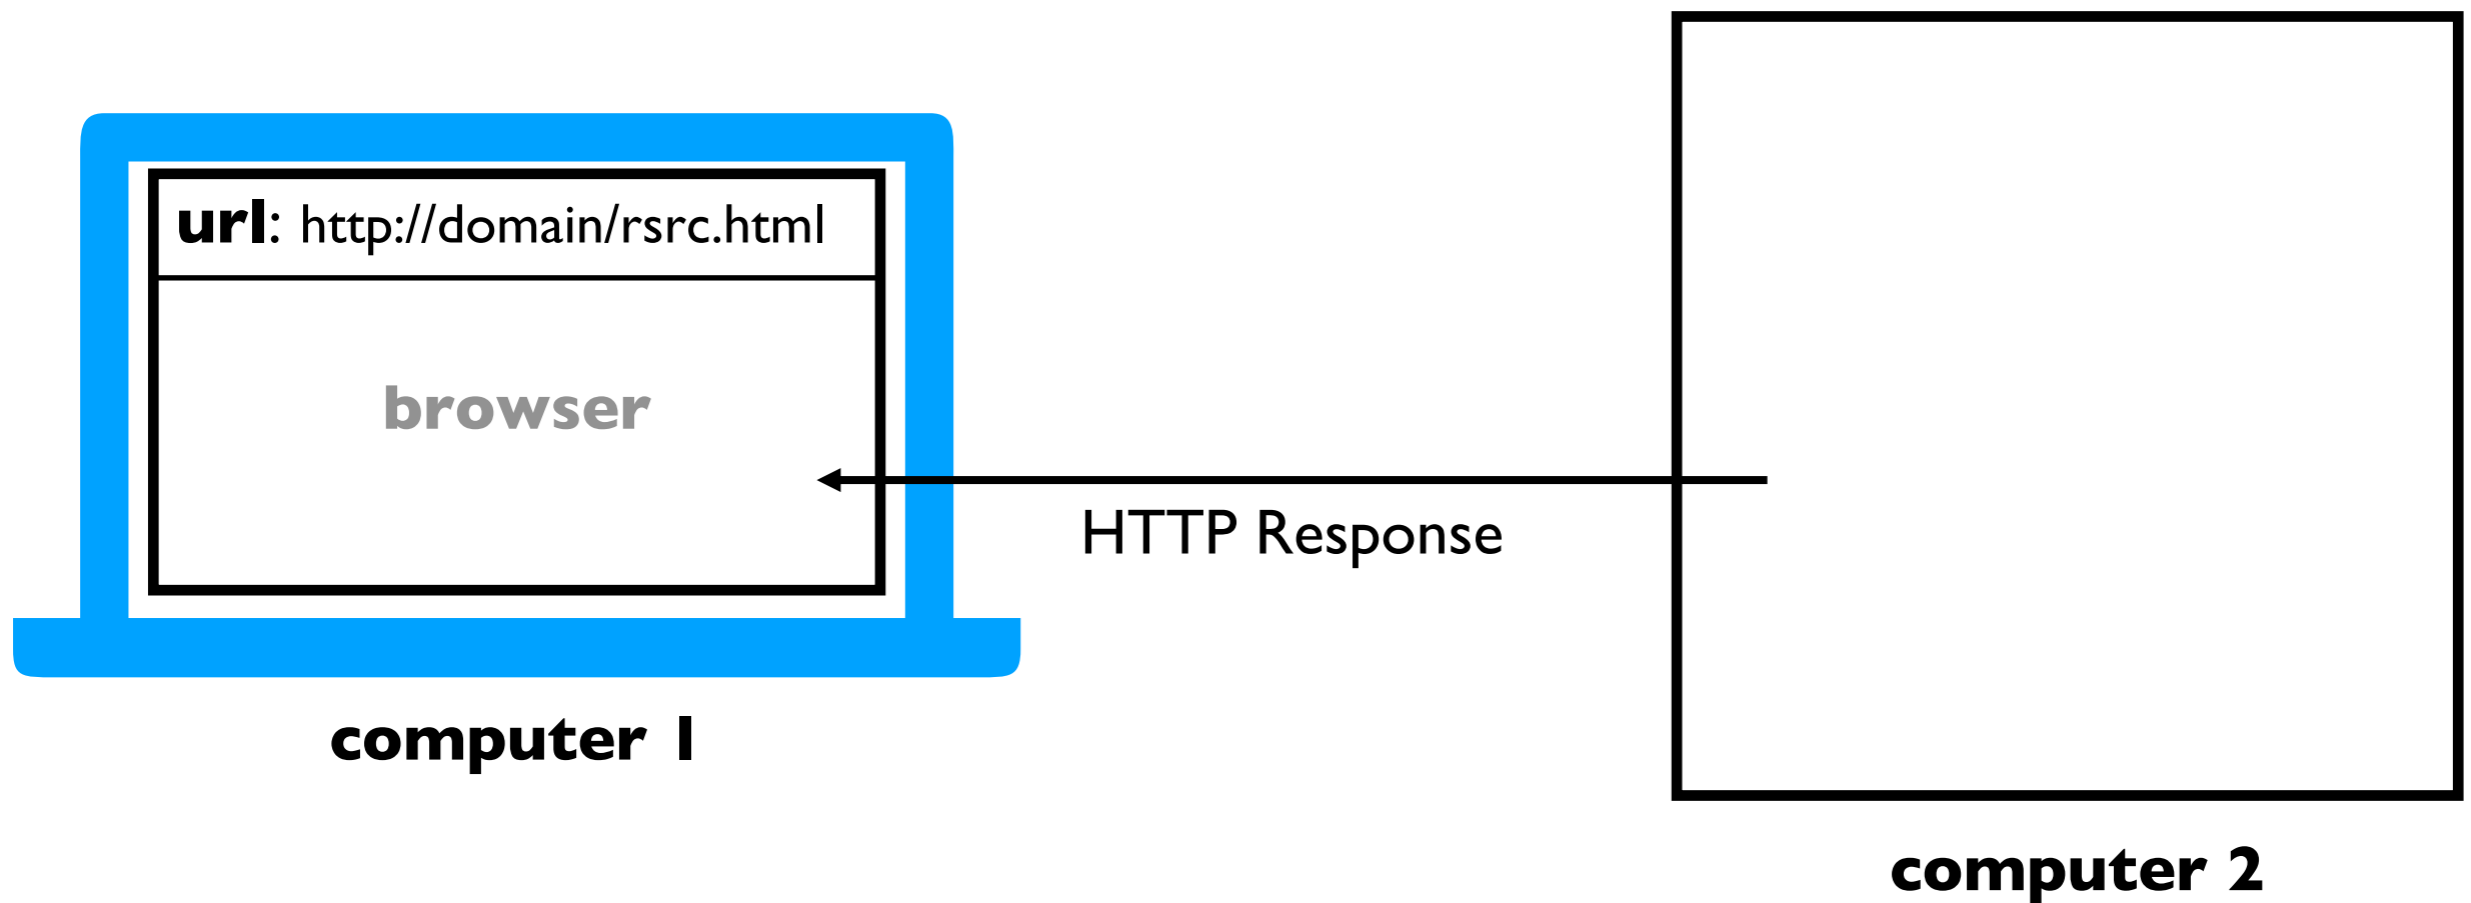 url: http://domain/rsrc.html
browser
HTTP Response
computer 1
computer 2